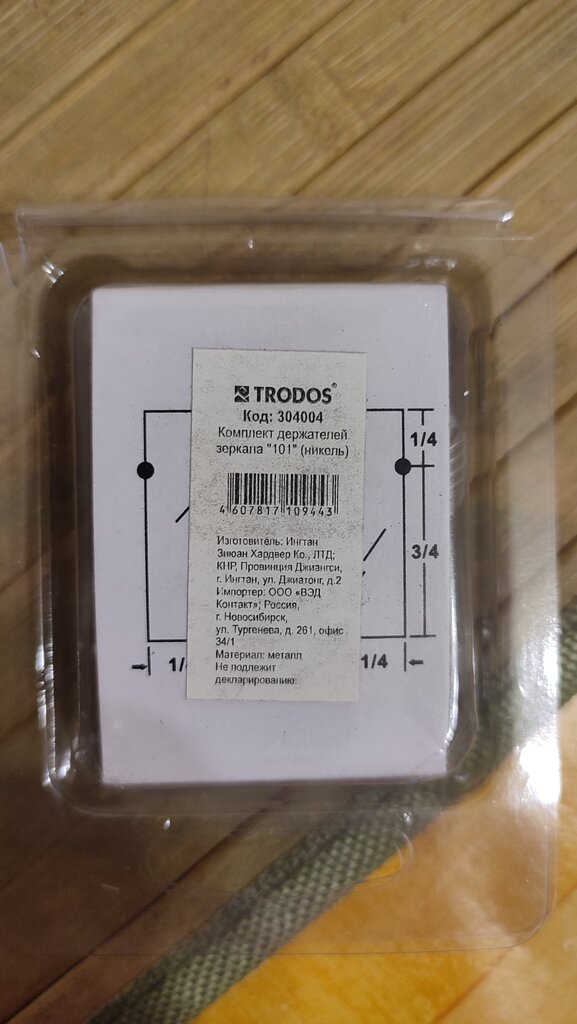 TRODOS®
Код: 304004
Комплект держателей
зеркала "101" (никель)
4 607817 109443
Изготовитель: Ингтан
Зиюан Хардвер Ко., ЛТД;
КНР, Провинция Джиангси,
г. Ингтан, ул. Джиатонг, д.2
Импортер: ООО «ВЭД
Контакт»; Россия,
г. Новосибирск,
ул. Тургенева, д. 261, офис
34/1
Материал: металл
Не подлежит
декларированию.
1/4
3/4
1/4